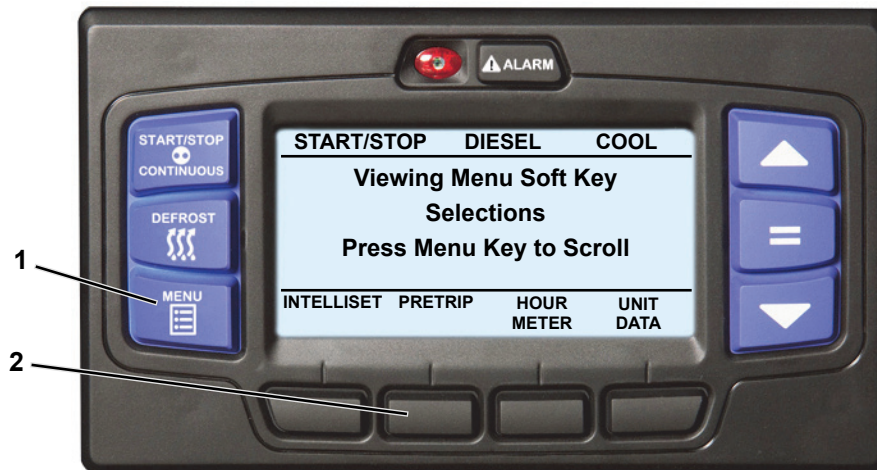 ALARM
START/STOP
CONTINUOUS
DEFROST
MENU
START/STOP DIESEL COOL
Viewing Menu Soft Key
Selections
Press Menu Key to Scroll
INTELLISET PRETRIP HOUR METER UNIT DATA
=
1
2